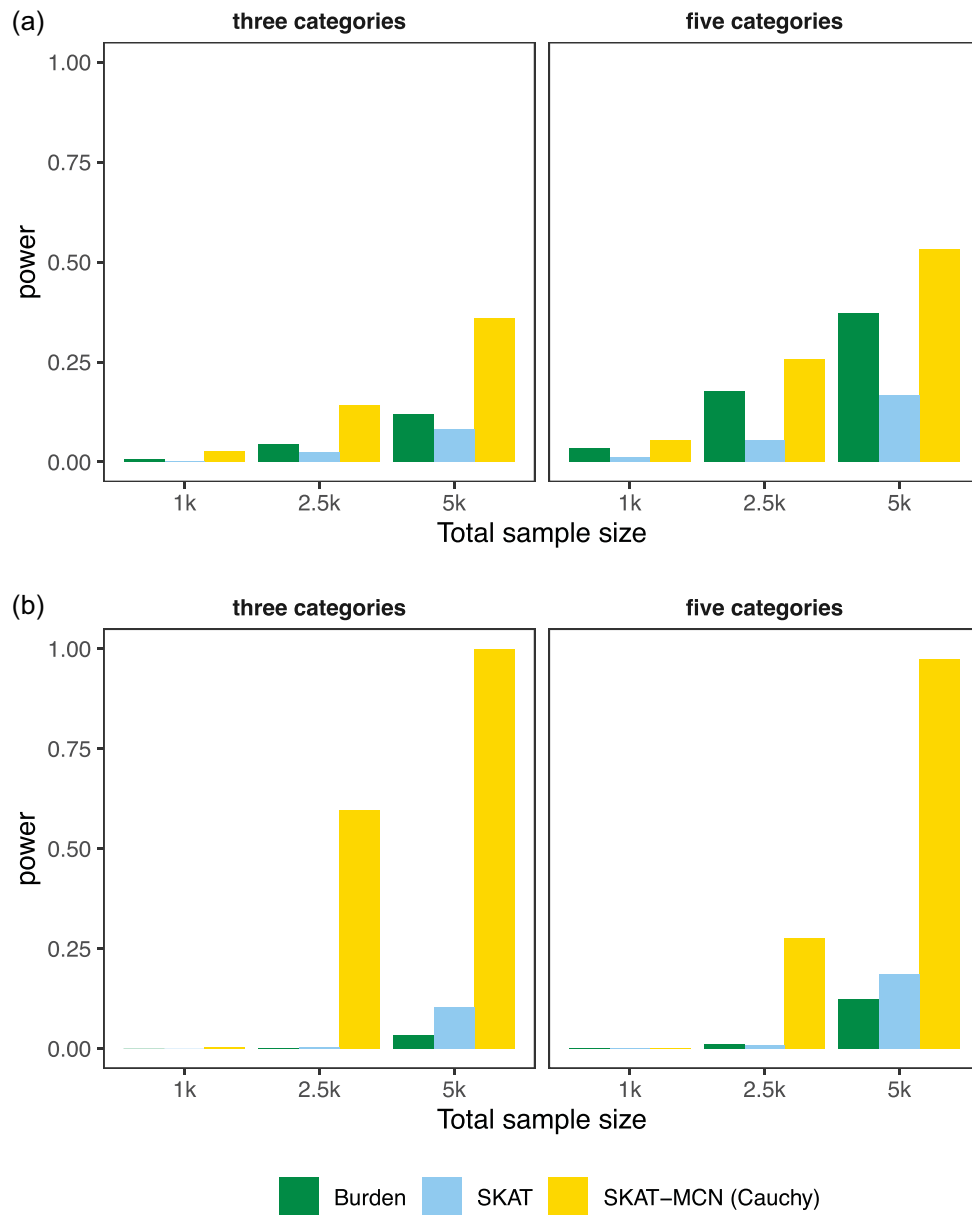 (a)
three categories
five categories
1.00
0.75
0.50
0.25
0.00
power
1k
2.5k
5k
1k
2.5k
5k
Total sample size
(b)
three categories
five categories
1.00
0.75
0.50
0.25
0.00
power
1k
2.5k
5k
1k
2.5k
5k
Total sample size
Burden
SKAT
SKAT−MCN (Cauchy)